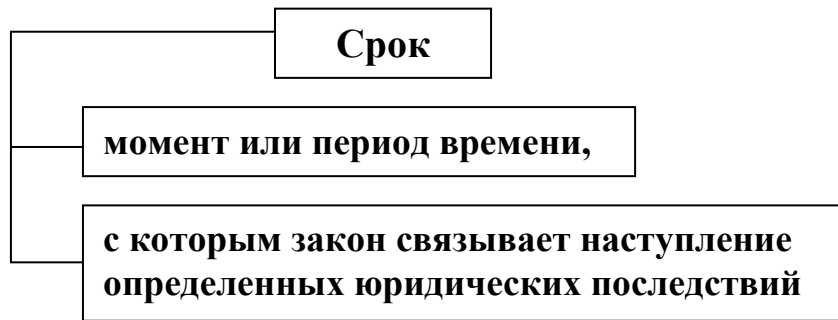 Срок
момент или период времени,
с которым закон связывает наступление
определенных юридических последствий